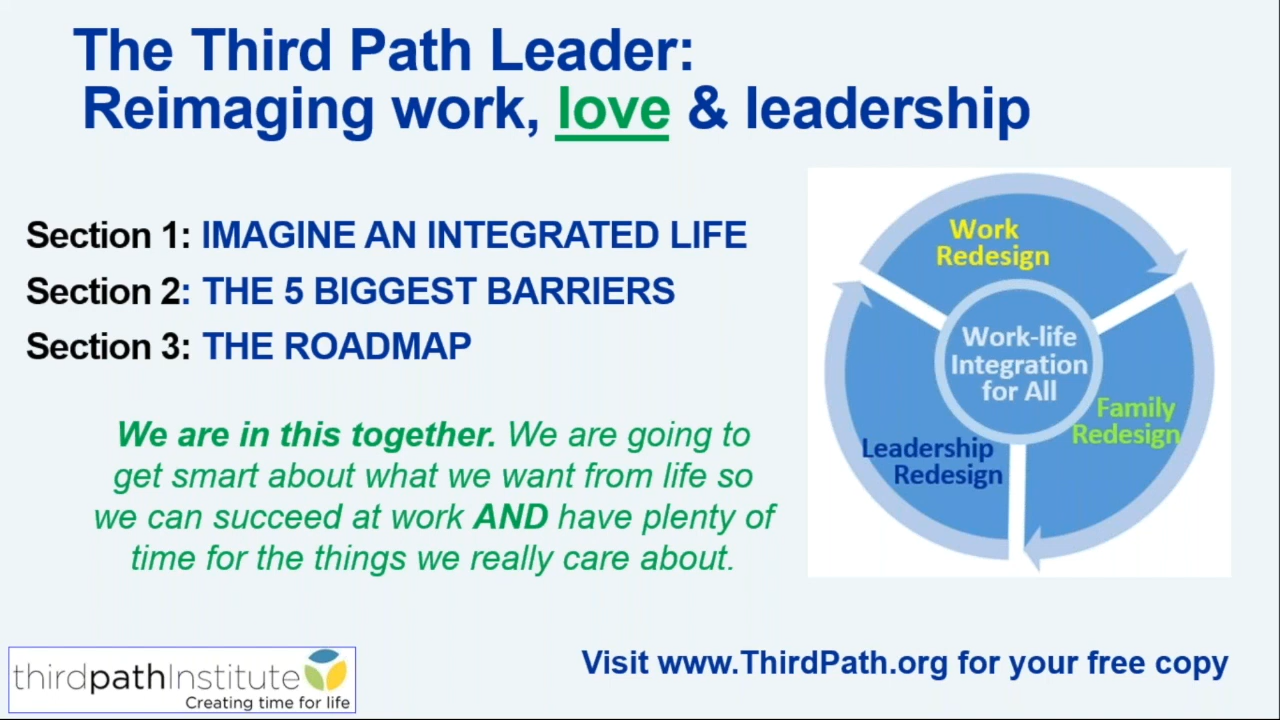 The Third Path Leader:
Reimaging work, love & leadership
Section 1: IMAGINE AN INTEGRATED LIFE
Section 2: THE 5 BIGGEST BARRIERS
Section 3: THE ROADMAP
We are in this together. We are going to
get smart about what we want from life so
we can succeed at work AND have plenty of
time for the things we really care about.
Work
Redesign
Work-life
Integration
for All
Family
Redesign
Leadership
Redesign
thirdpathInstitute
Creating time for life
Visit www.ThirdPath.org for your free copy